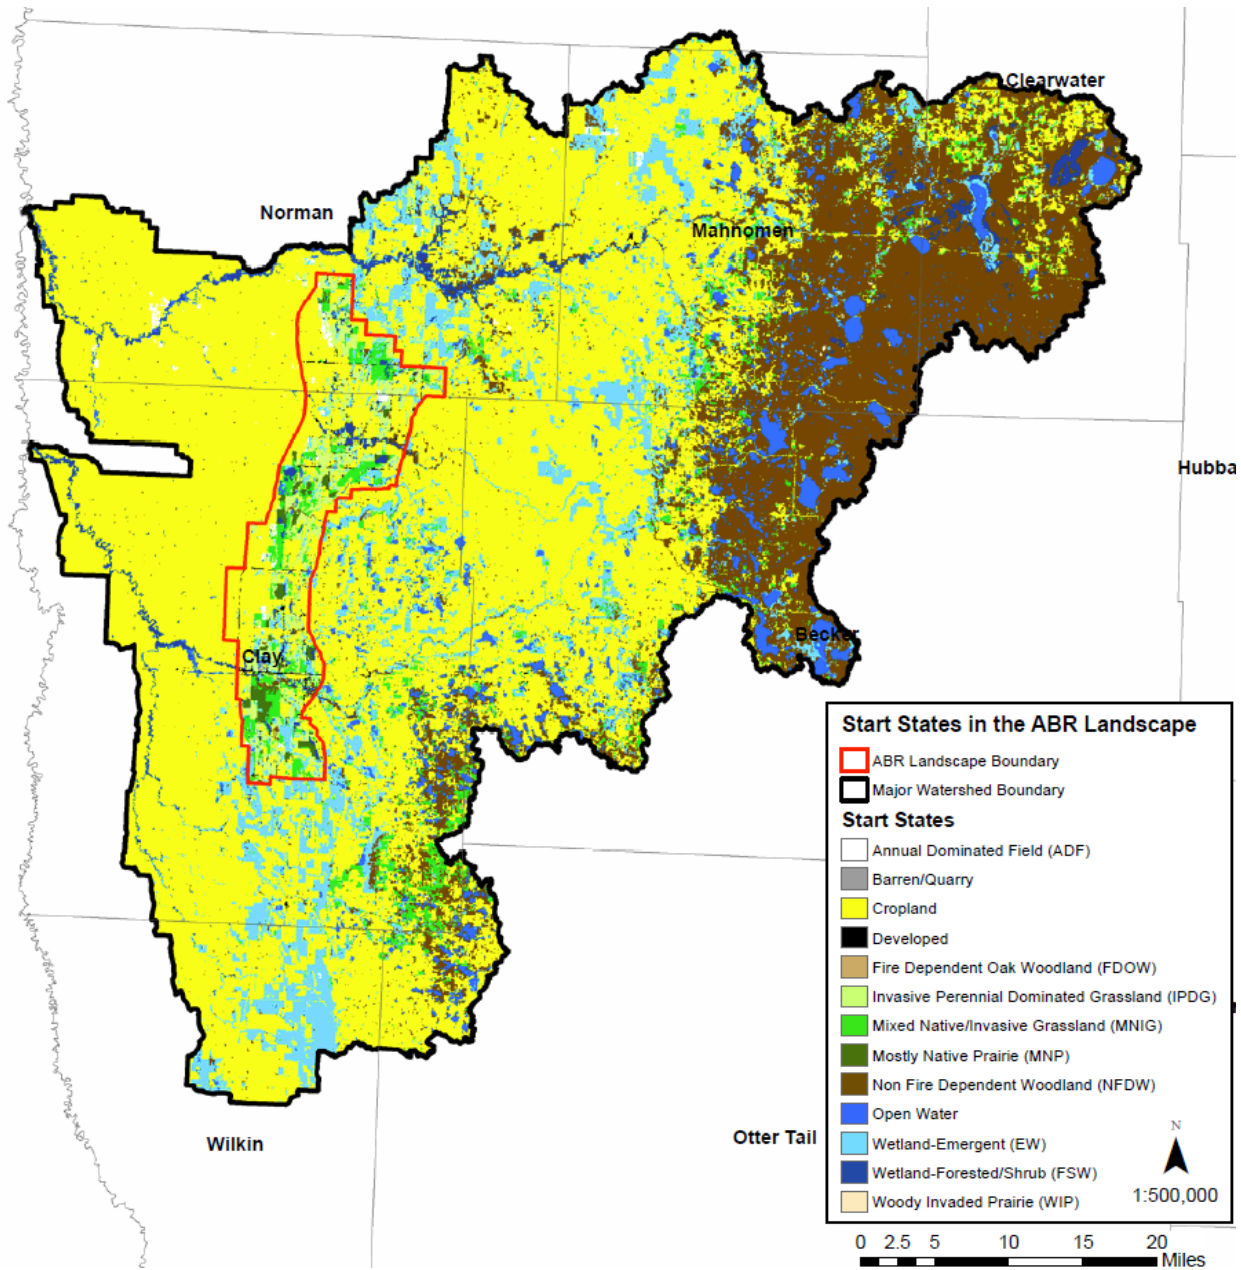 Clearwater
Norman
Mahnomen
Hubba
Becker
Clay
Start States in the ABR Landscape
ABR Landscape Boundary
Major Watershed Boundary
Start States
Annual Dominated Field (ADF)
Barren/Quarry
Cropland
Developed
Fire Dependent Oak Woodland (FDOW)
Invasive Perennial Dominated Grassland (IPDG)
Mixed Native/Invasive Grassland (MNIG)
Mostly Native Prairie (MNP)
Non Fire Dependent Woodland (NFDW)
Open Water
Wetland-Emergent (EW)
Wetland-Forested/Shrub (FSW)
Woody Invaded Prairie (WIP)
N
1:500,000
Wilkin
Otter Tail
0 2.5 5 10 15 20
Miles